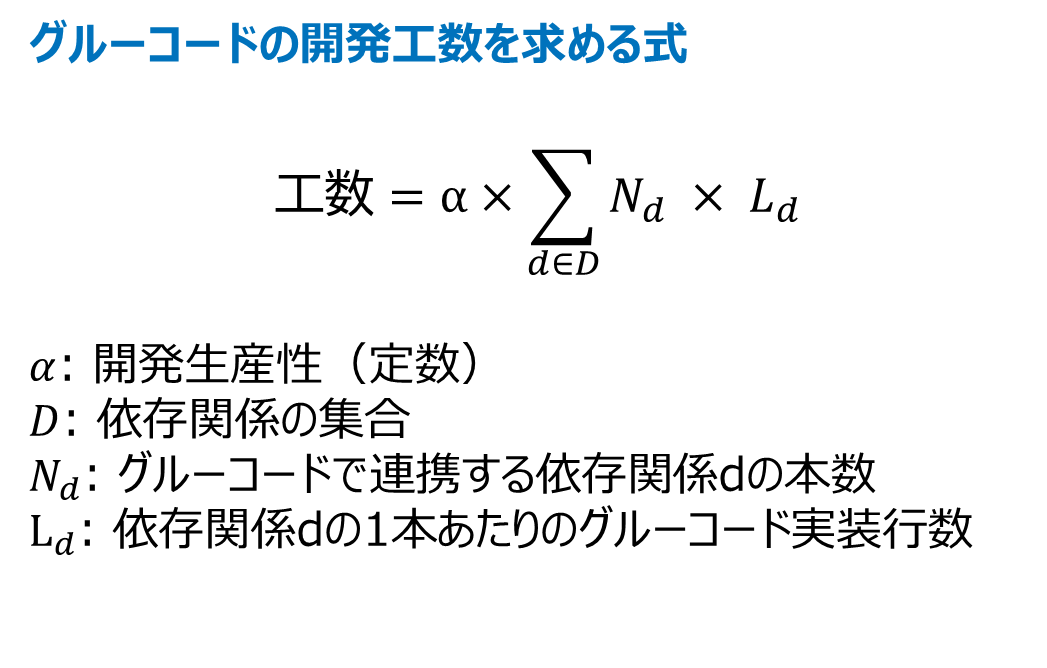 グルーコードの開発工数を求める式
工数 = α × ∑ N_d × L_d
d∈D
α: 開発生産性（定数）
D: 依存関係の集合
N_d: グルーコードで連携する依存関係dの本数
L_d: 依存関係dの1本あたりのグルーコード実装行数